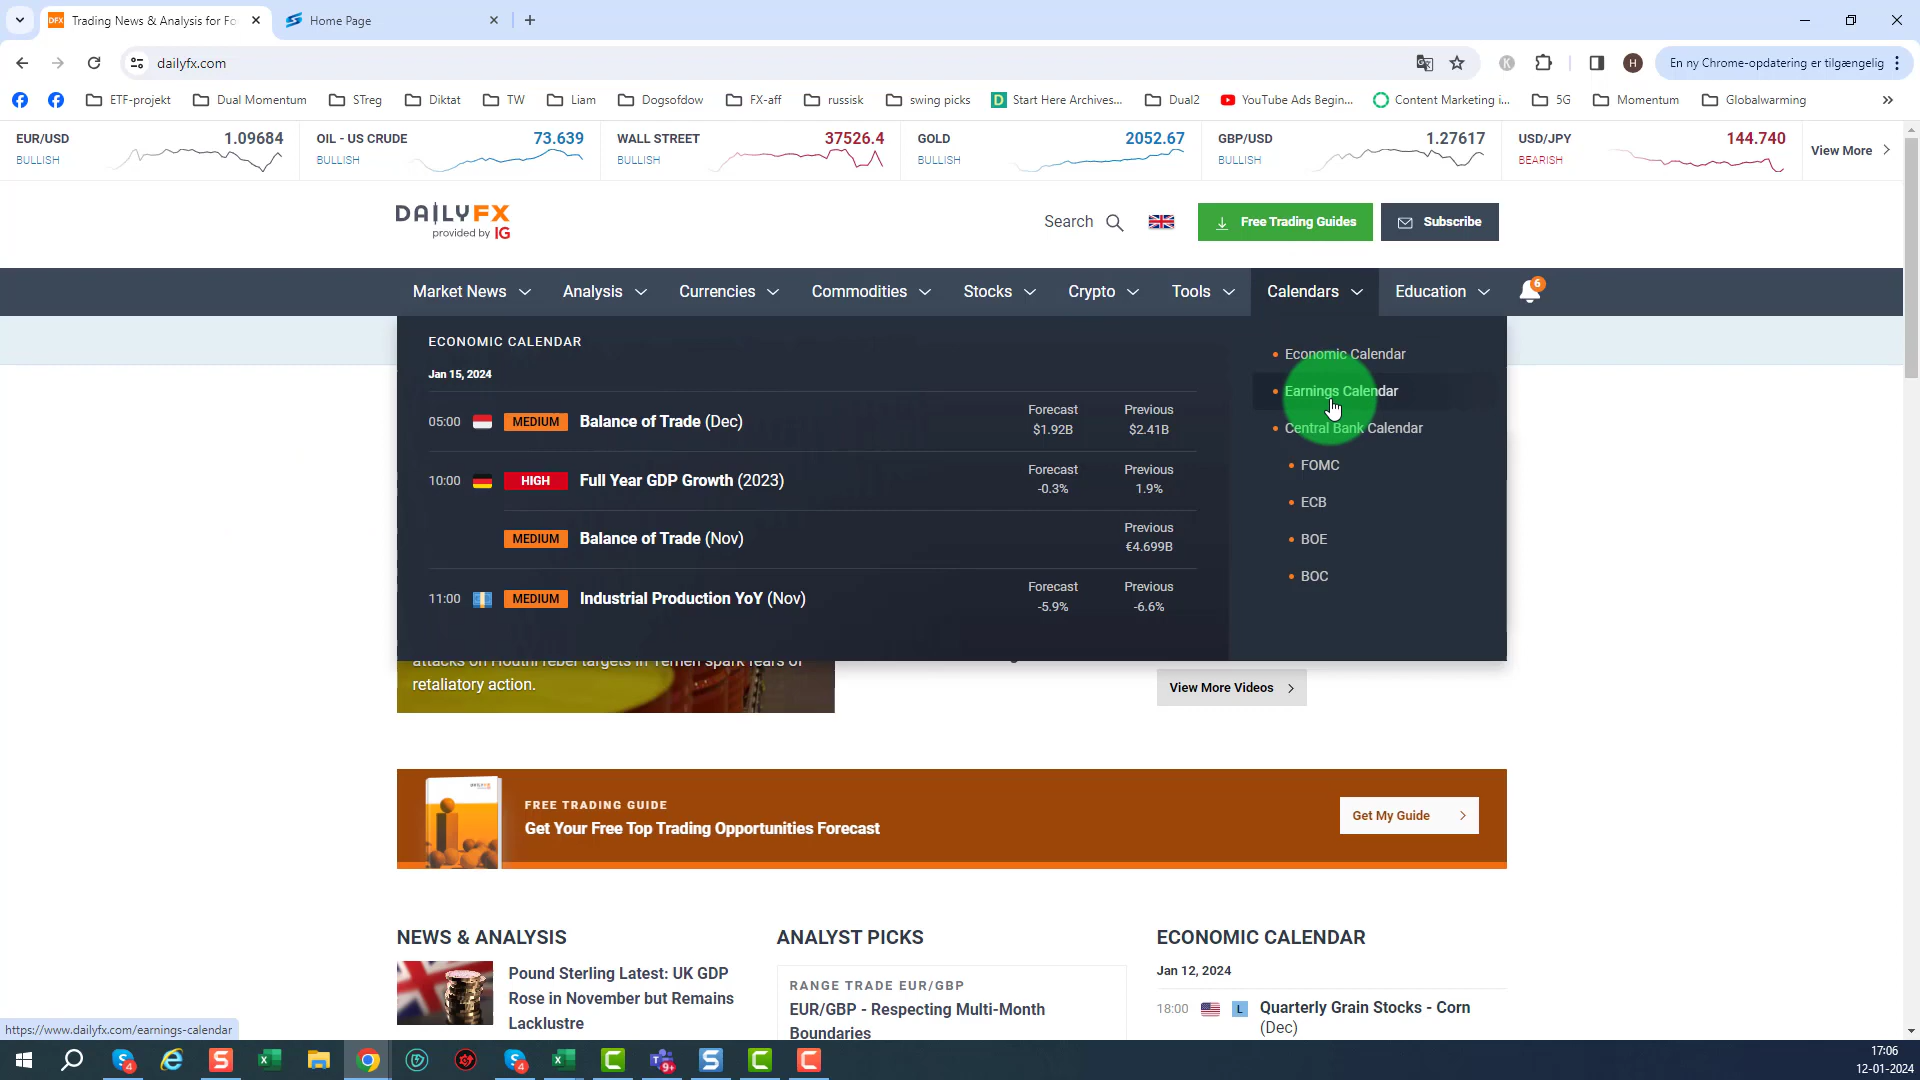 Trading News & Analysis for Fo
Home Page
dailyfx.com
En ny Chrome-opdatering er tilgængelig
ETF-projekt
Dual Momentum
STreg
Diktat
TW
Liam
Dogsofdow
FX-aff
russisk
swing picks
Start Here Archives...
Dual2
YouTube Ads Begin...
Content Marketing i...
5G
Momentum
Globalwarming
EUR/USD 1.09684
BULLISH
OIL - US CRUDE 73.639
BULLISH
WALL STREET 37526.4
BULLISH
GOLD 2052.67
BULLISH
GBP/USD 1.27617
BULLISH
USD/JPY 144.740
BEARISH
View More
DAILYFX
provided by IG
Search
Free Trading Guides
Subscribe
Market News
Analysis
Currencies
Commodities
Stocks
Crypto
Tools
Calendars
Education
6
ECONOMIC CALENDAR
Jan 15, 2024
05:00 MEDIUM Balance of Trade (Dec)
Forecast
$1.92B
Previous
$2.41B
10:00 HIGH Full Year GDP Growth (2023)
Forecast
-0.3%
Previous
1.9%
MEDIUM Balance of Trade (Nov)
Previous
€4.699B
11:00 MEDIUM Industrial Production YoY (Nov)
Forecast
-5.9%
Previous
-6.6%
Economic Calendar
Earnings Calendar
Central Bank Calendar
FOMC
ECB
BOE
BOC
attacks on Houthi rebel targets in Yemen spark fears of
retaliatory action.
View More Videos
FREE TRADING GUIDE
Get Your Free Top Trading Opportunities Forecast
Get My Guide
NEWS & ANALYSIS
Pound Sterling Latest: UK GDP
Rose in November but Remains
Lacklustre
ANALYST PICKS
RANGE TRADE EUR/GBP
EUR/GBP - Respecting Multi-Month
Boundaries
ECONOMIC CALENDAR
Jan 12, 2024
18:00 L Quarterly Grain Stocks - Corn
(Dec)
https://www.dailyfx.com/earnings-calendar
17:06
12-01-2024